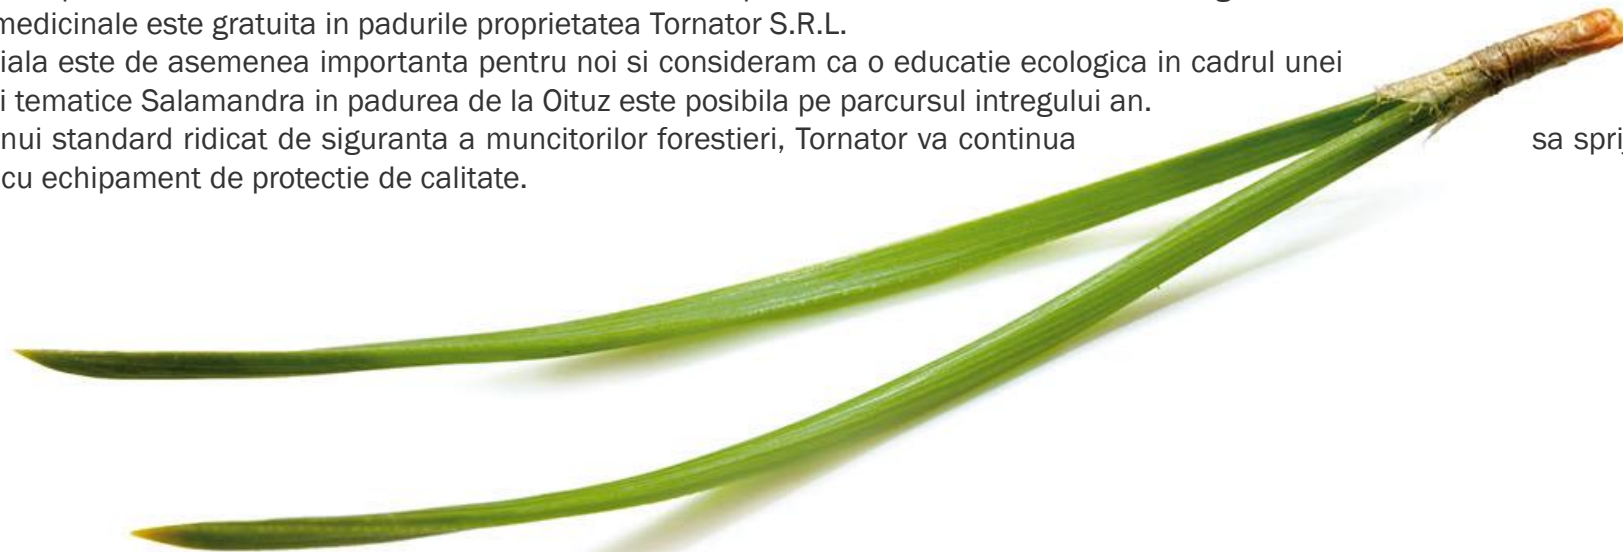 medicinale este gratuita in padurile proprietatea Tornator S.R.L.
iala este de asemenea importanta pentru noi si consideram ca o educatie ecologica in cadrul unei
i tematice Salamandra in padurea de la Oituz este posibila pe parcursul intregului an.
nui standard ridicat de siguranta a muncitorilor forestieri, Tornator va continua sa sprij
cu echipament de protectie de calitate.